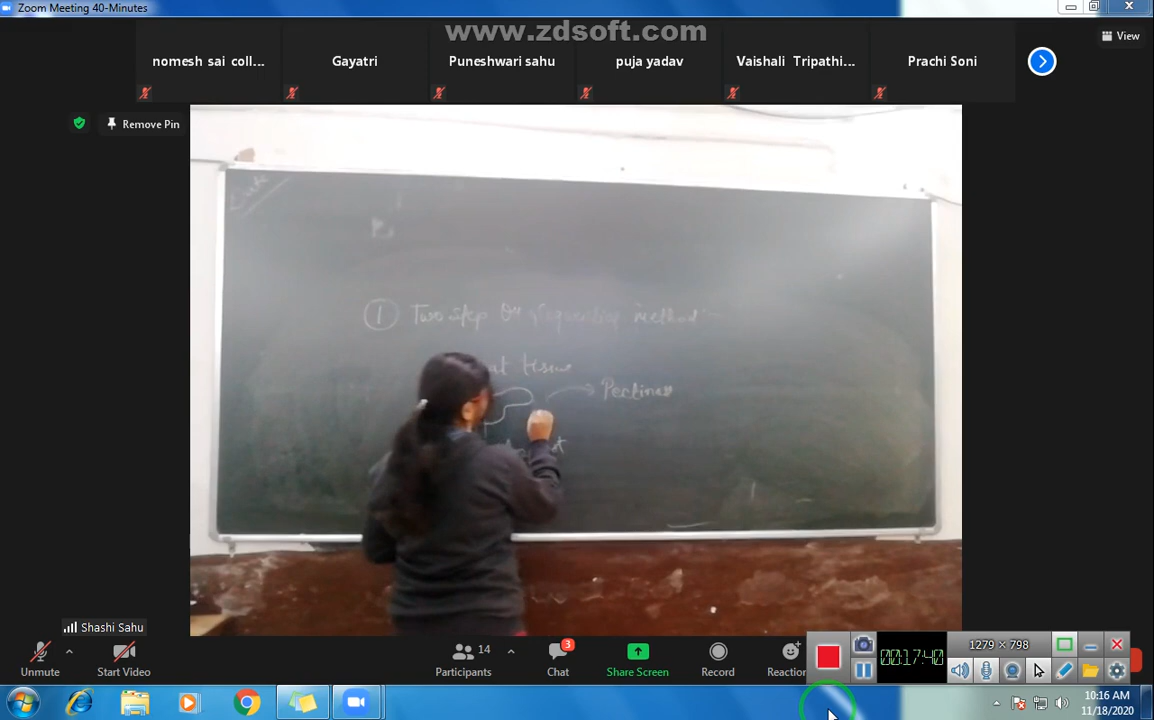 Zoom Meeting 40-Minutes
www.zdsoft.com
View
nomesh sai coll...
Gayatri
Puneshwari sahu
puja yadav
Vaishali Tripathi...
Prachi Soni
Remove Pin
1 Two step or method :-
tissue
Shashi Sahu
Unmute
Start Video
14
Participants
3
Chat
Share Screen
Record
Reaction
00:17:40
1279 × 798
10:16 AM
11/18/2020